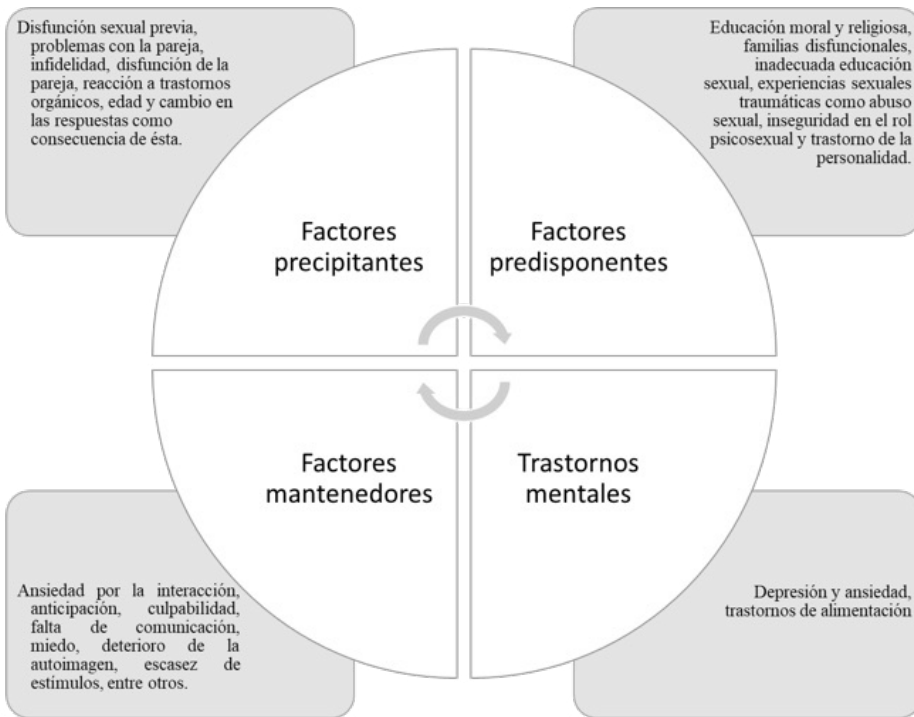 Disfunción sexual previa,
problemas con la pareja,
infidelidad, disfunción de la
pareja, reacción a trastornos
orgánicos, edad y cambio en
las respuestas como
consecuencia de ésta.
Educación moral y religiosa,
familias disfuncionales,
inadecuada educación
sexual, experiencias sexuales
traumáticas como abuso
sexual, inseguridad en el rol
psicosexual y trastorno de la
personalidad.
Factores
precipitantes
Factores
predisponentes
Factores
mantenedores
Trastornos
mentales
Ansiedad por la interacción,
anticipación, culpabilidad,
falta de comunicación,
miedo, deterioro de la
autoimagen, escasez de
estímulos, entre otros.
Depresión y ansiedad,
trastornos de alimentación